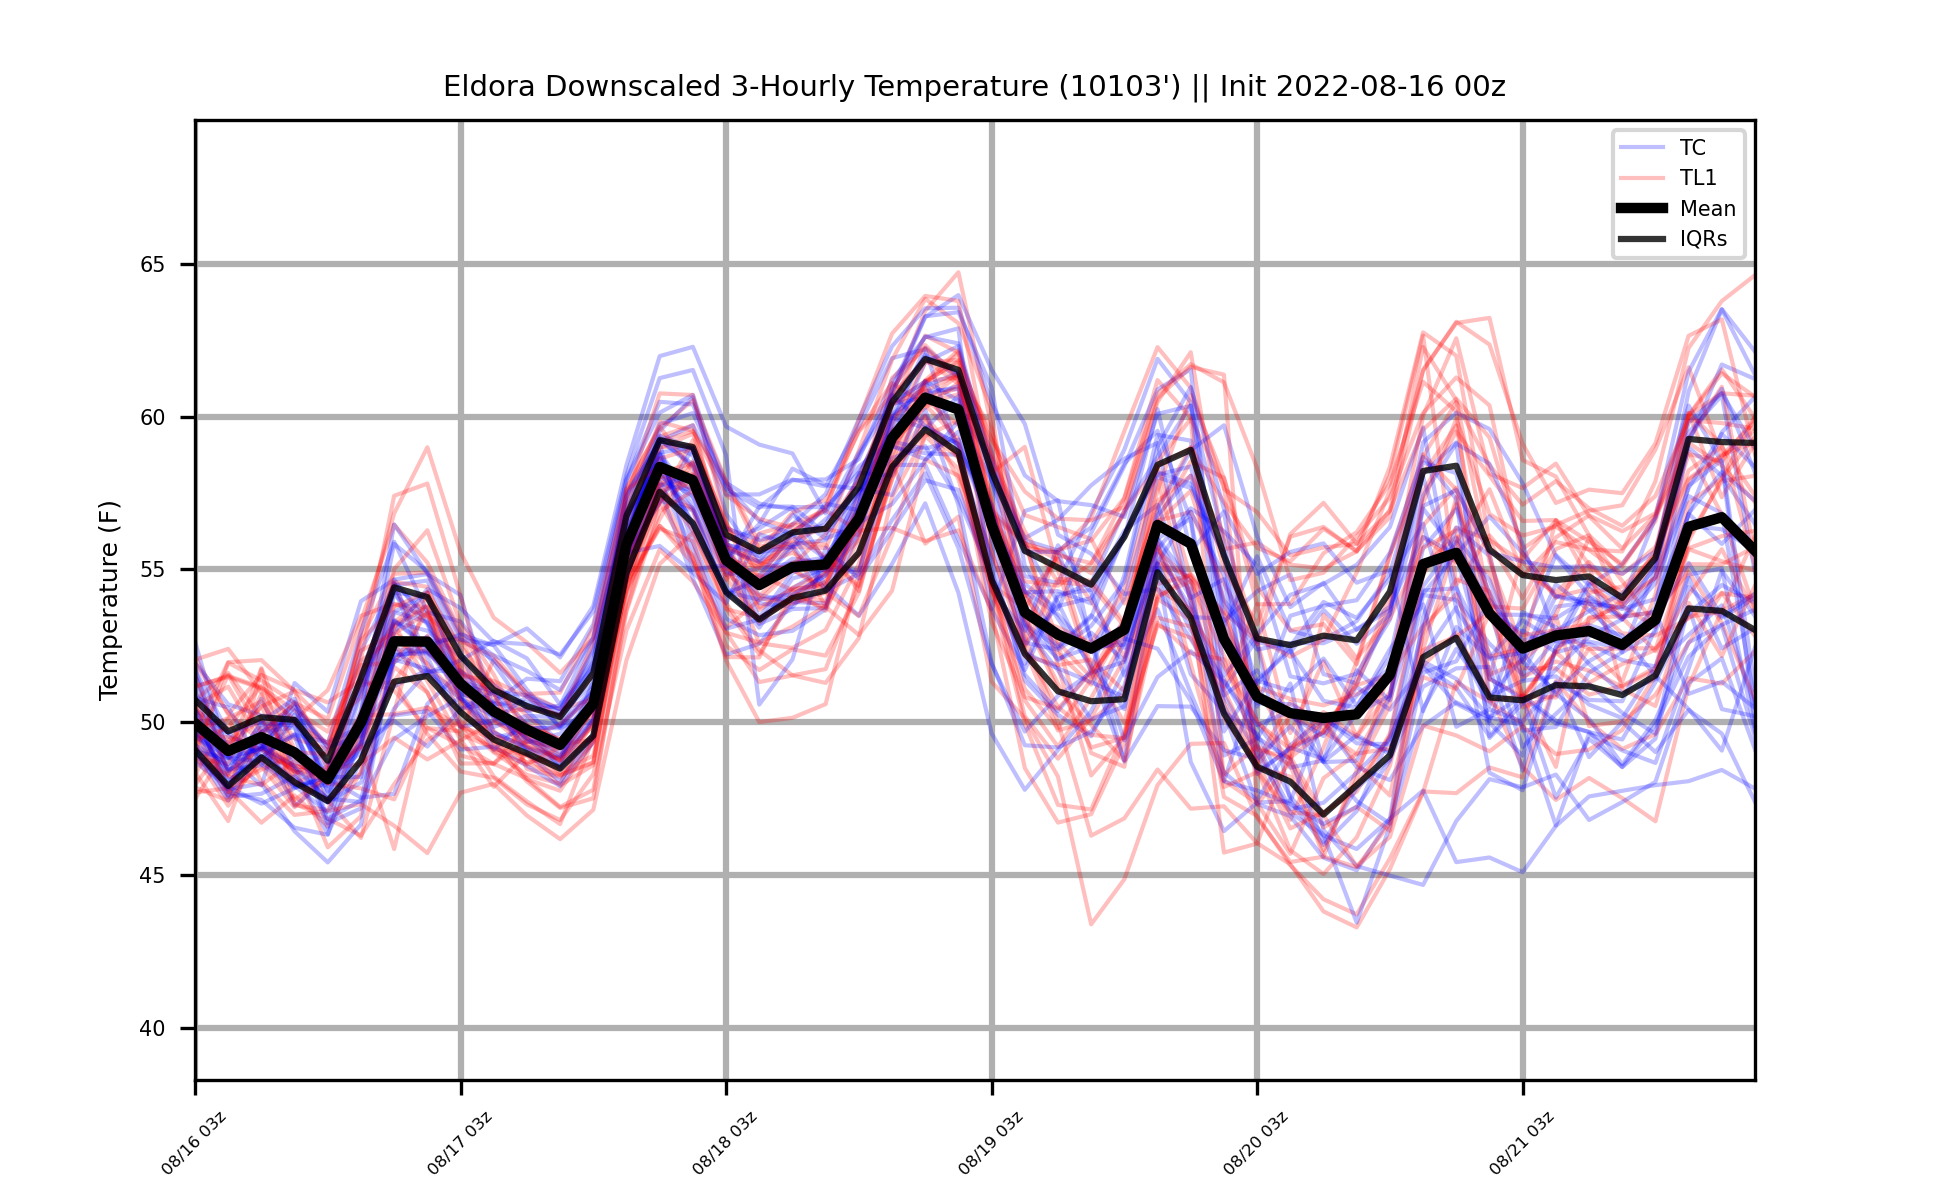 Eldora Downscaled 3-Hourly Temperature (10103') || Init 2022-08-16 00z
TC
TL1
Mean
IQRs
Temperature (F)
65
60
55
50
45
40
08/16 03z
08/17 03z
08/18 03z
08/19 03z
08/20 03z
08/21 03z